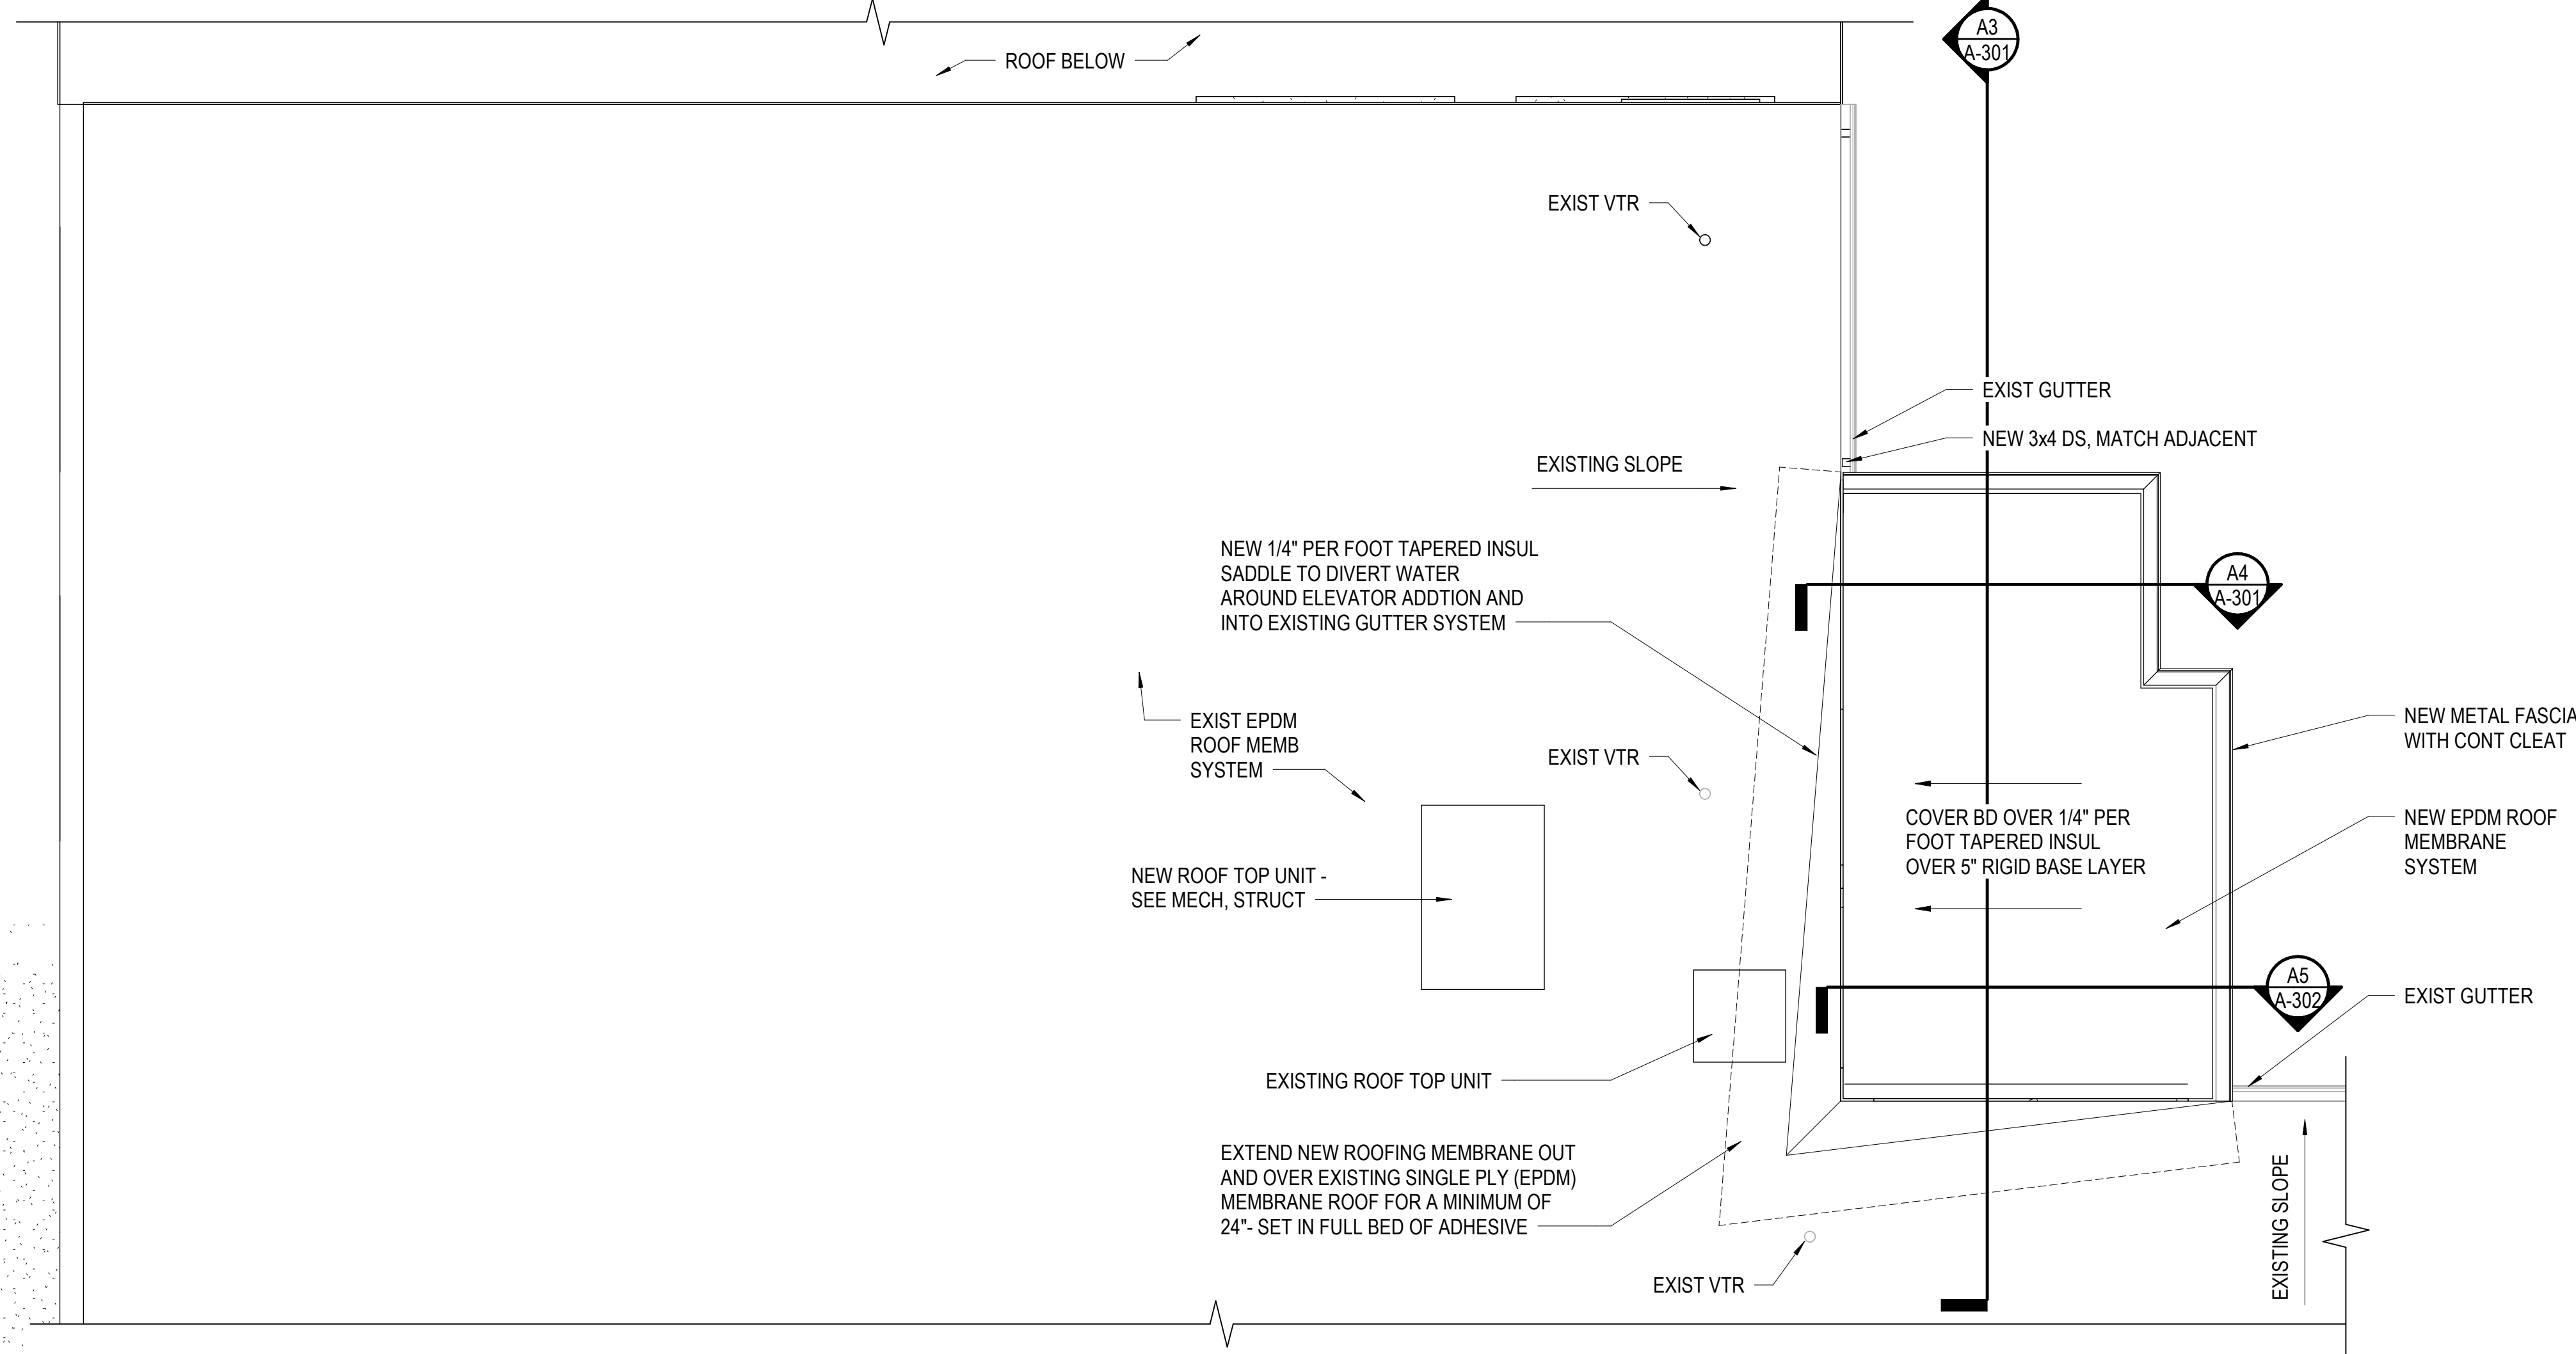 A3
A-301
ROOF BELOW
EXIST VTR
EXIST GUTTER
NEW 3x4 DS, MATCH ADJACENT
EXISTING SLOPE
NEW 1/4" PER FOOT TAPERED INSUL
SADDLE TO DIVERT WATER
AROUND ELEVATOR ADDTION AND
INTO EXISTING GUTTER SYSTEM
A4
A-301
EXIST EPDM
ROOF MEMB
SYSTEM
EXIST VTR
NEW METAL FASCIA
WITH CONT CLEAT
COVER BD OVER 1/4" PER
FOOT TAPERED INSUL
OVER 5" RIGID BASE LAYER
NEW EPDM ROOF
MEMBRANE
SYSTEM
NEW ROOF TOP UNIT -
SEE MECH, STRUCT
A5
A-302
EXIST GUTTER
EXISTING ROOF TOP UNIT
EXTEND NEW ROOFING MEMBRANE OUT
AND OVER EXISTING SINGLE PLY (EPDM)
MEMBRANE ROOF FOR A MINIMUM OF
24"- SET IN FULL BED OF ADHESIVE
EXISTING SLOPE
EXIST VTR